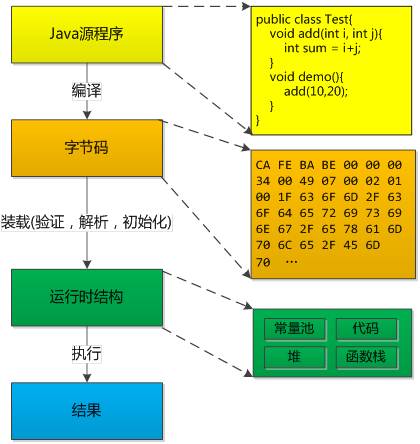 Java源程序
public class Test{
void add(int i, int j){
int sum = i+j;
}
void demo(){
add(10,20);
}
}
编译
字节码
CA FE BA BE 00 00 00
34 00 49 07 00 02 01
00 1F 63 6F 6D 2F 63
6F 64 65 72 69 73 69
6E 67 2F 65 78 61 6D
70 6C 65 2F 45 6D
70 …
装载(验证，解析，初始化)
运行时结构
常量池 代码
堆 函数栈
执行
结果